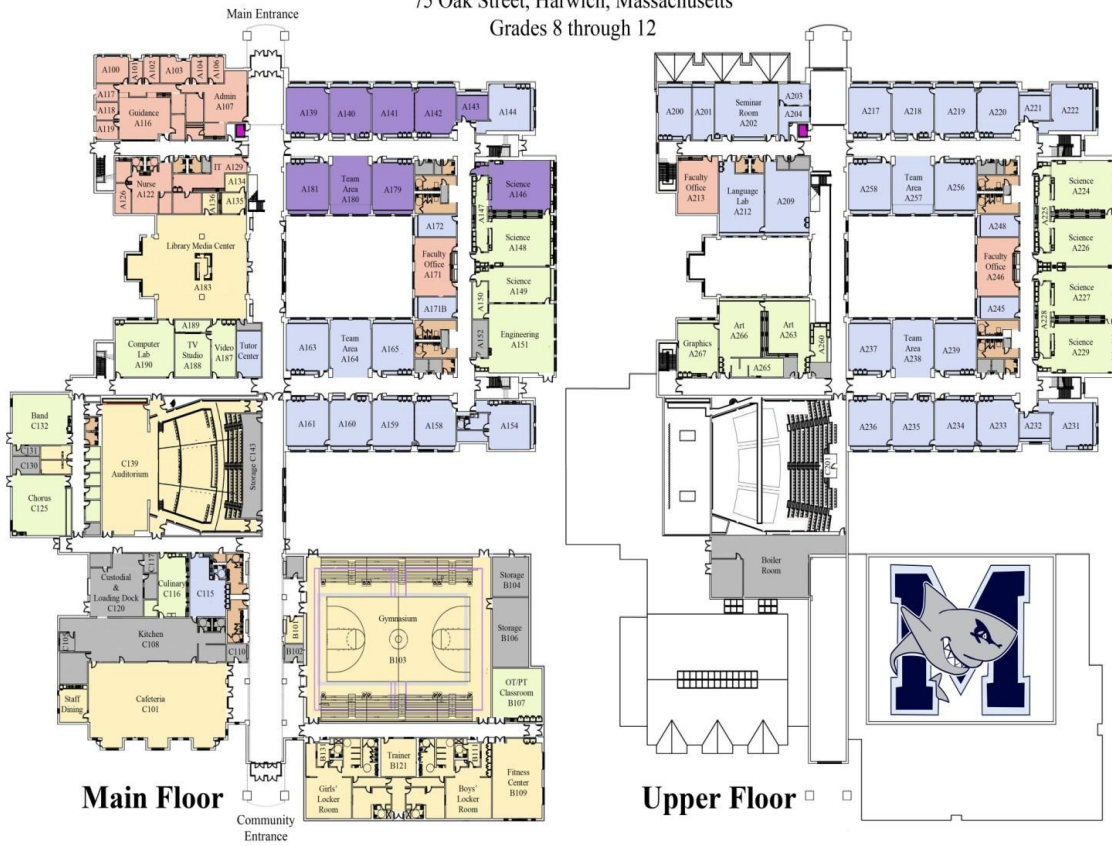 75 Oak Street, Harwich, Massachusetts
Grades 8 through 12
Main Entrance
A100
A101
A102
A103
A104
A106
A117
A118
A119
Guidance
A116
Admin
A107
A139
A140
A141
A142
A143
A144
A126
Nurse
A122
IT A129
A134
A135
A136
A181
Team
Area
A180
A179
A147
Science
A146
A172
Science
A148
Library Media Center
A183
Faculty
Office
A171
Science
A149
A150
A171B
A152
Engineering
A151
Computer
Lab
A190
A189
TV
Studio
A188
Video
A187
Tutor
Center
A163
Team
Area
A164
A165
A161
A160
A159
A158
A154
Band
C132
C131
C130
Chorus
C125
C139
Auditorium
Storage C143
Custodial
&
Loading Dock
C120
C117
Culinary
C116
C115
Kitchen
C108
C105
C110
Staff
Dining
Cafeteria
C101
B101
B102
Gymnasium
B103
Storage
B104
Storage
B106
OT/PT
Classroom
B107
B131
Trainer
B121
B111
Girls'
Locker
Room
Boys'
Locker
Room
Fitness
Center
B109
Main Floor
Community
Entrance
A200
A201
Seminar
Room
A202
A203
A204
A217
A218
A219
A220
A221
A222
Faculty
Office
A213
Language
Lab
A212
A209
A258
Team
Area
A257
A256
Science
A224
A225
A248
Science
A226
Faculty
Office
A246
Science
A227
A245
A228
Science
A229
Graphics
A267
Art
A266
Art
A263
A265
A260
A237
Team
Area
A238
A239
A236
A235
A234
A233
A232
A231
C201
Boiler
Room
M
Upper Floor